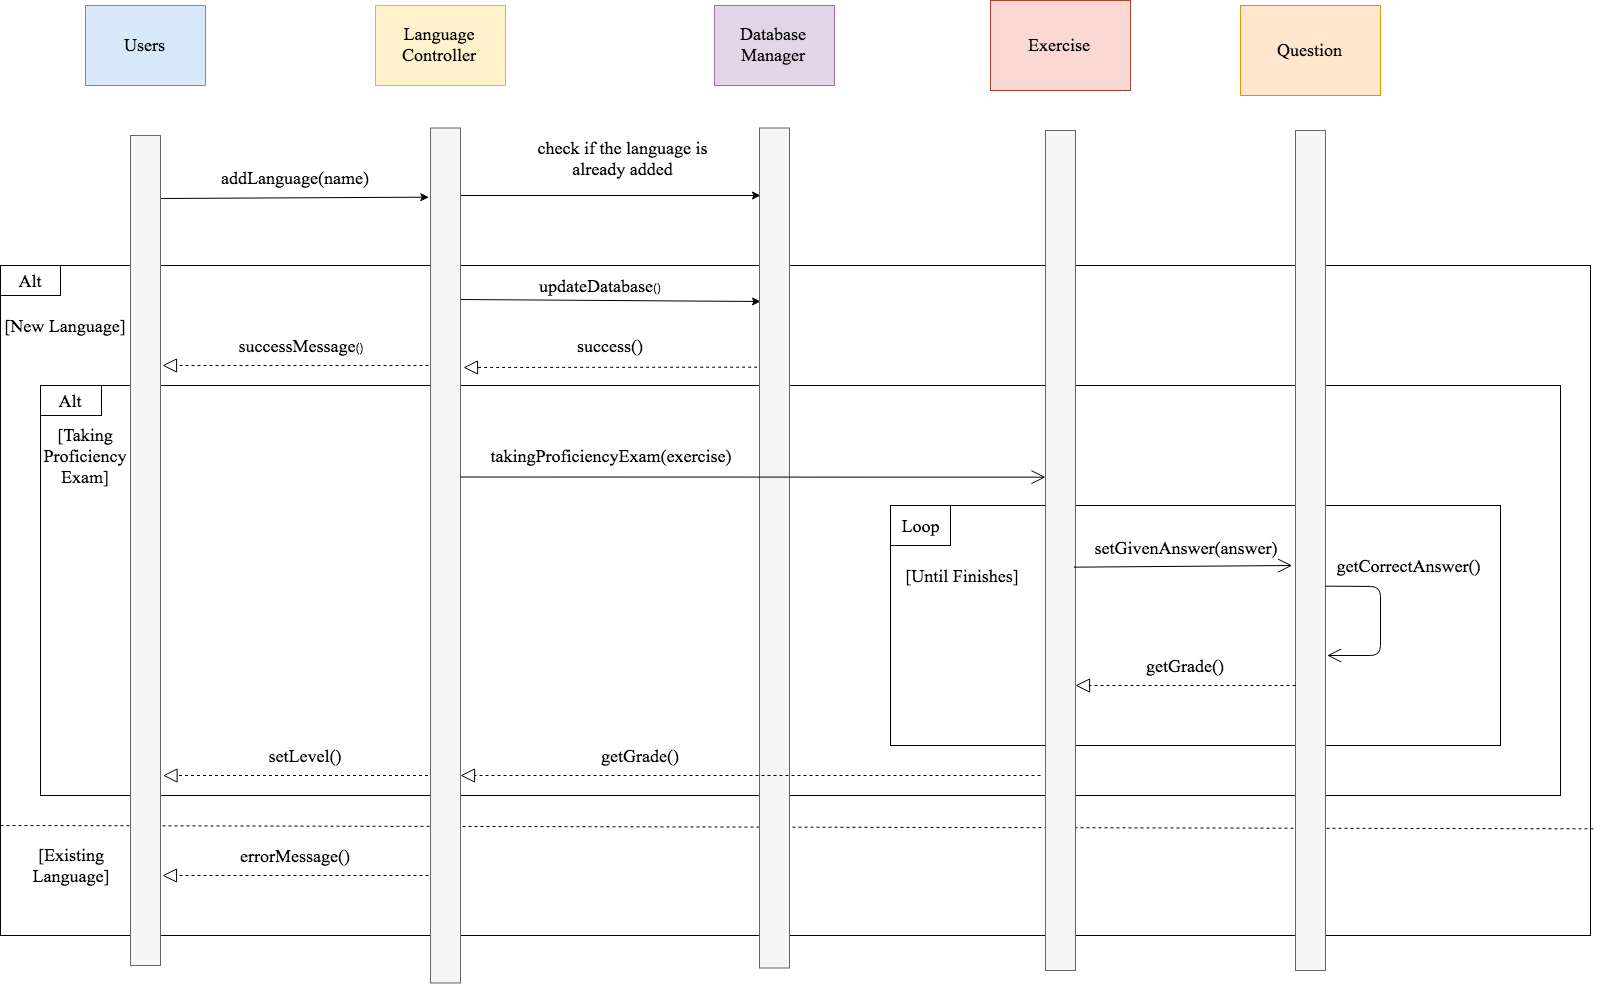 Users
Language
Controller
Database
Manager
Exercise
Question
check if the language is
already added
addLanguage(name)
Alt
updateDatabase()
[New Language]
successMessage()
success()
Alt
[Taking
Proficiency
Exam]
takingProficiencyExam(exercise)
Loop
setGivenAnswer(answer)
getCorrectAnswer()
[Until Finishes]
getGrade()
setLevel()
getGrade()
[Existing
Language]
errorMessage()